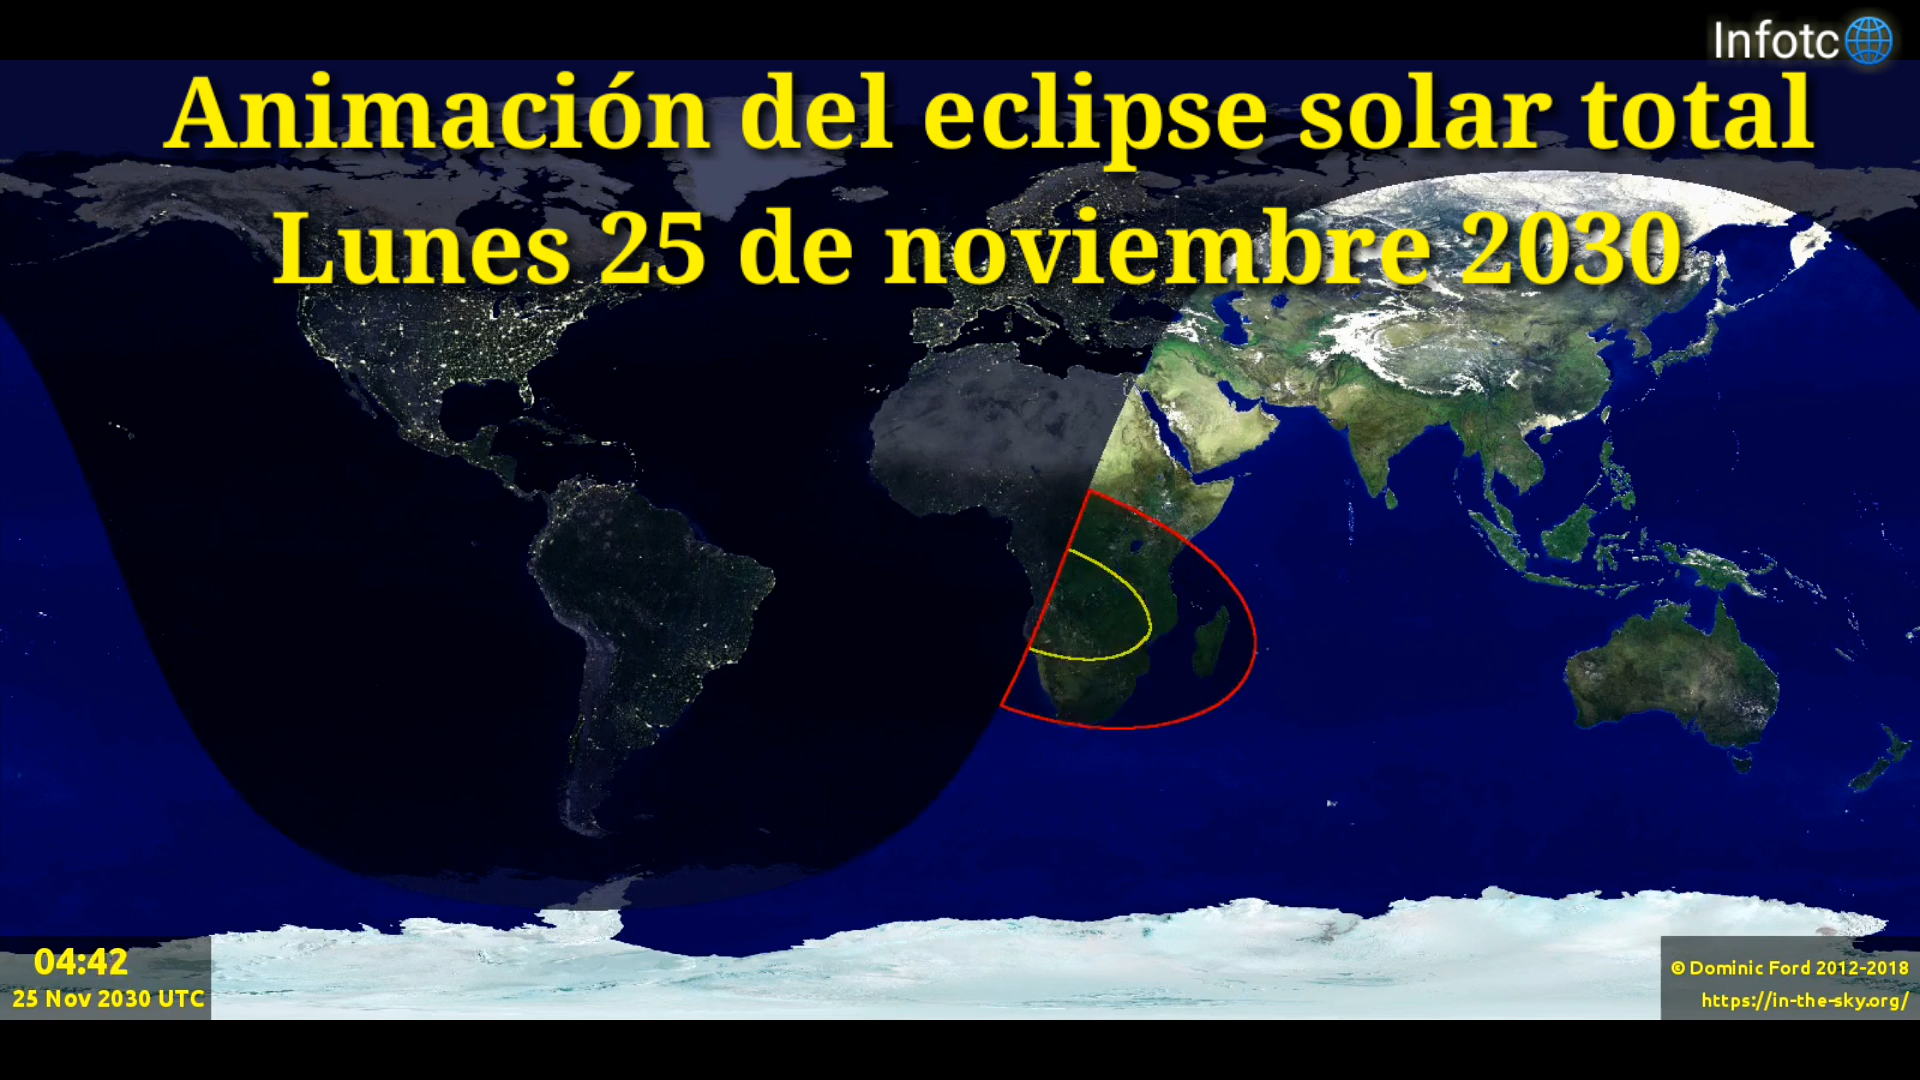 Infotc
Animación del eclipse solar total
Lunes 25 de noviembre 2030
04:42
25 Nov 2030 UTC
© Dominic Ford 2012-2018
https://in-the-sky.org/